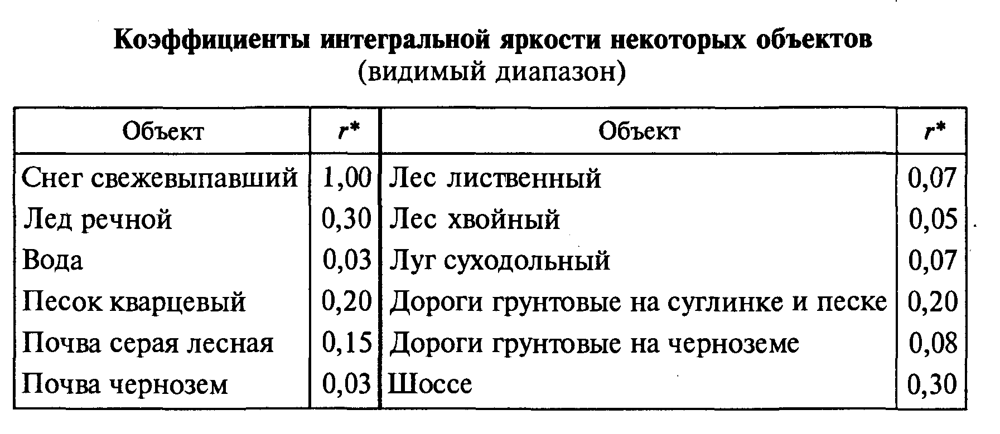 Коэффициенты интегральной яркости некоторых объектов
(видимый диапазон)
Объект r* Объект r*
Снег свежевыпавший 1,00 Лес лиственный 0,07
Лед речной 0,30 Лес хвойный 0,05
Вода 0,03 Луг суходольный 0,07
Песок кварцевый 0,20 Дороги грунтовые на суглинке и песке 0,20
Почва серая лесная 0,15 Дороги грунтовые на черноземе 0,08
Почва чернозем 0,03 Шоссе 0,30